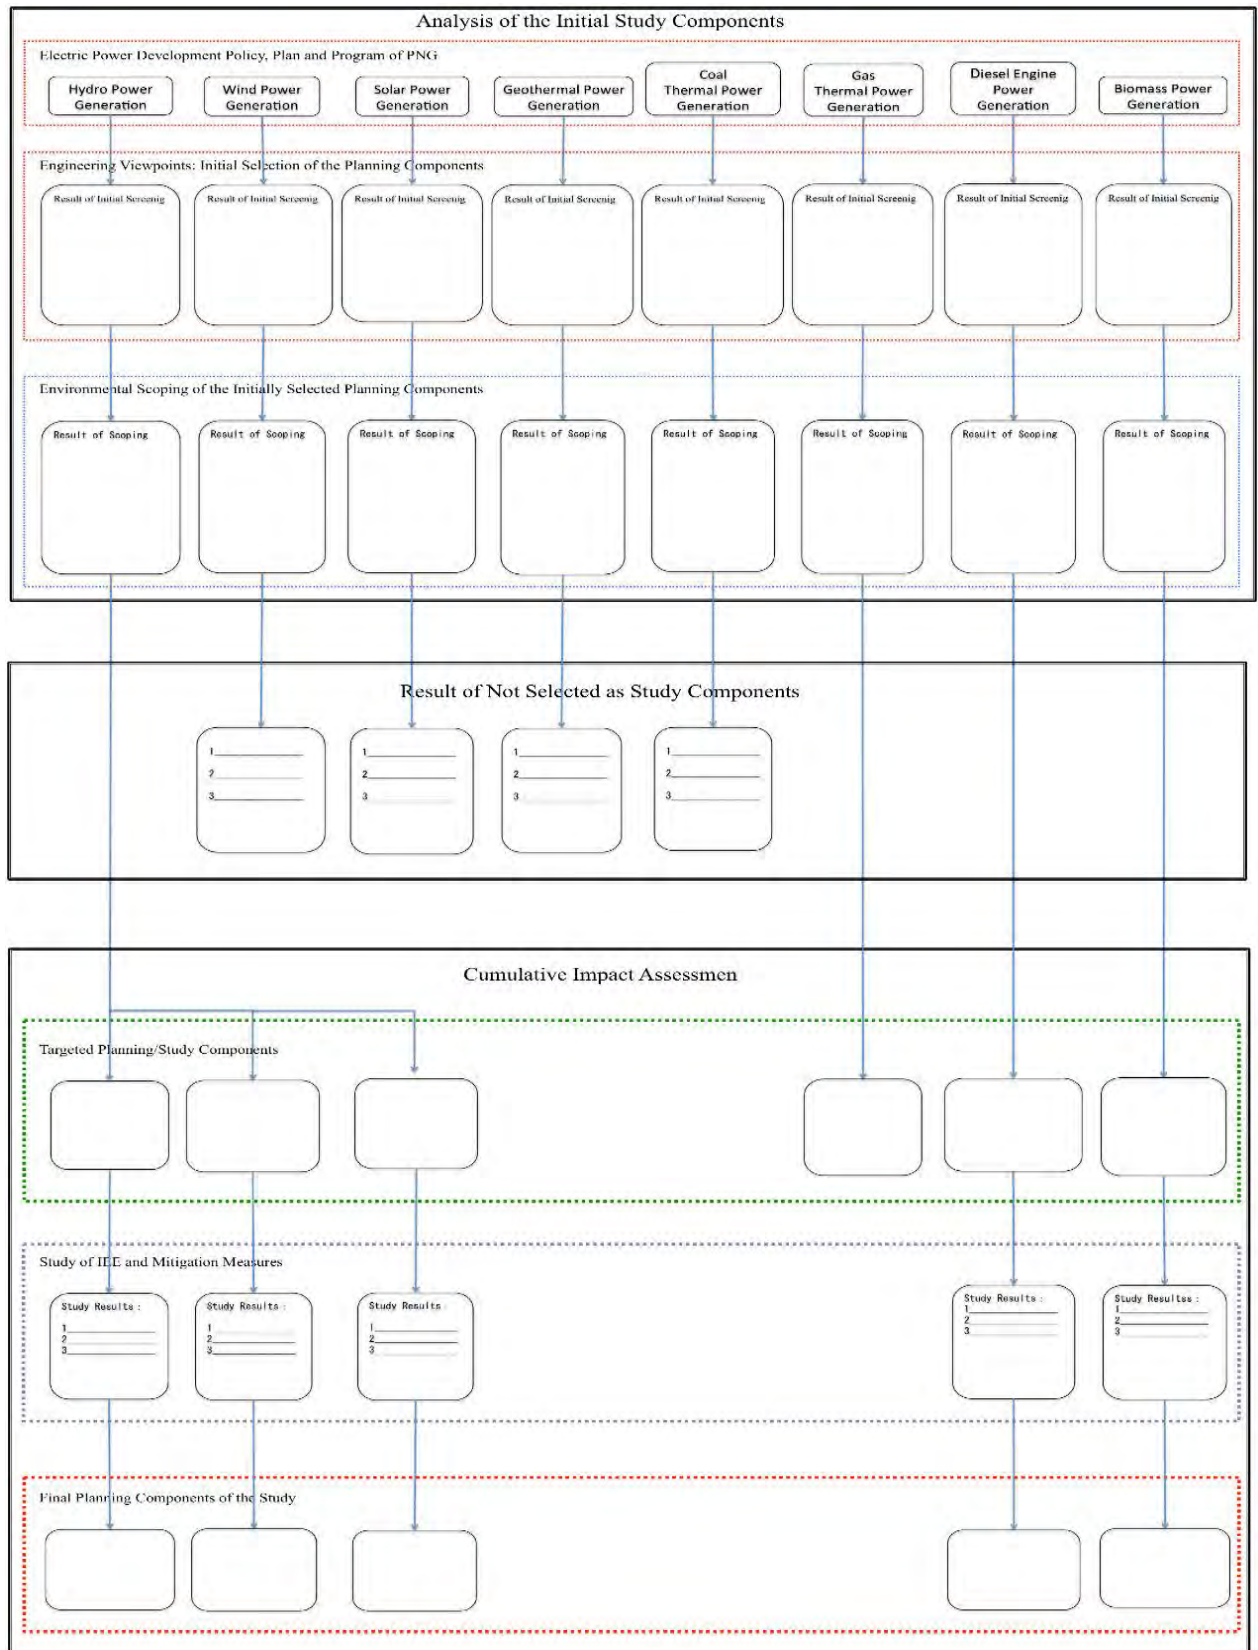 Analysis of the Initial Study Components
Electric Power Development Policy, Plan and Program of PNG
Hydro Power
Generation
Wind Power
Generation
Solar Power
Generation
Geothermal Power
Generation
Coal
Thermal Power
Generation
Gas
Thermal Power
Generation
Diesel Engine
Power
Generation
Biomass Power
Generation
Engineering Viewpoints: Initial Selection of the Planning Components
Result of Initial Screenig
Result of Initial Screenig
Result of Initial Screenig
Result of Initial Screenig
Result of Initial Screenig
Result of Initial Screenig
Result of Initial Screenig
Result of Initial Screenig
Environmental Scoping of the Initially Selected Planning Components
Result of Scoping
Result of Scoping
Result of Scoping
Result of Scoping
Result of Scoping
Result of Scoping
Result of Scoping
Result of Scoping
Result of Not Selected as Study Components
1
2
3
1
2
3
1
2
3
1
2
3
Cumulative Impact Assessmen
Targeted Planning/Study Components
Study of IEE and Mitigation Measures
Study Results :
1
2
3
Study Results :
1
2
3
Study Results :
1
2
3
Study Results :
1
2
3
Study Resultss :
1
2
3
Final Planning Components of the Study